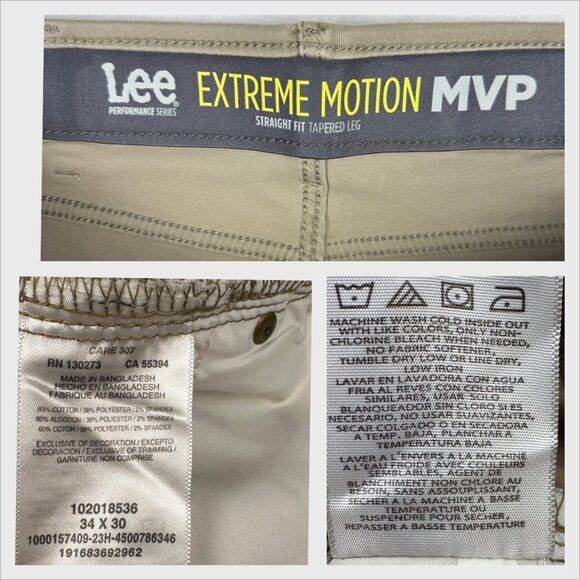 Lee® EXTREME MOTION MVP
PERFORMANCE SERIES STRAIGHT FIT TAPERED LEG
CARE 307
RN 130273 CA 55394
MADE IN BANGLADESH
HECHO EN BANGLADESH
FABRIQUE AU BANGLADESH
60% COTTON / 38% POLYESTER / 2% SPANDEX
60% ALGODON / 38% POLIESTER / 2% SPANDEX
60% COTON / 38% POLYESTER / 2% SPANDEX
EXCLUSIVE OF DECORATION / EXCEPTO
DECORACION / EXCLUSIVE OF TRIMMING /
GARNITURE NON COMPRISE
102018536
34 X 30
1000157409-23H-4500786346
191683692962
MACHINE WASH COLD INSIDE OUT
WITH LIKE COLORS, ONLY NON-
CHLORINE BLEACH WHEN NEEDED,
NO FABRIC SOFTENER,
TUMBLE DRY LOW OR LINE DRY,
LOW IRON
LAVAR EN LAVADORA CON AGUA
FRIA AL REVES CON COLORES
SIMILARES, USAR SOLO
BLANQUEADOR SIN CLORO SI ES
NECESARIO, NO USAR SUAVIZANTES,
SECAR COLGADO O EN SECADORA
A TEMP. BAJA, PLANCHAR A
TEMPERATURA BAJA
LAVER A L'ENVERS A LA MACHINE
A L'EAU FROIDE AVEC COULEURS
SEMBLABLES, AGENT DE
BLANCHIMENT NON CHLORE AU
BESOIN, SANS ASSOUPLISSANT,
SECHER A LA MACHINE A BASSE
TEMPERATURE OU
SUSPENDRE POUR SECHER,
REPASSER A BASSE TEMPERATURE